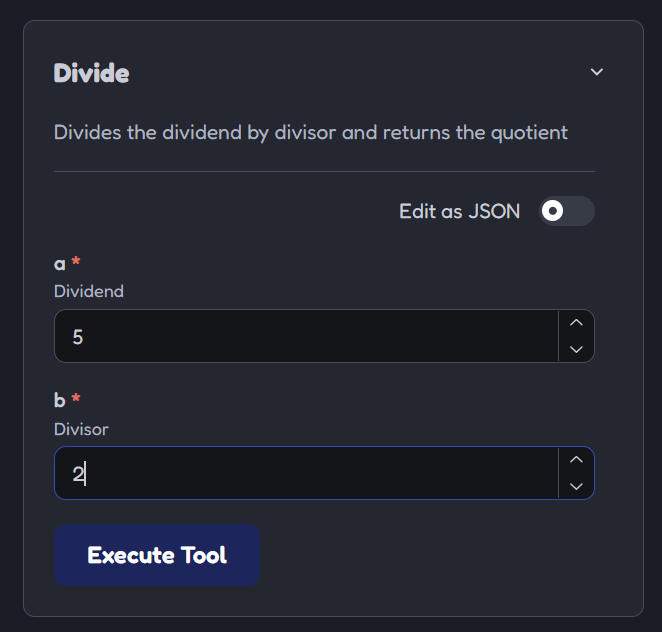 Divide
Divides the dividend by divisor and returns the quotient
Edit as JSON
a *
Dividend
5
b *
Divisor
2
Execute Tool